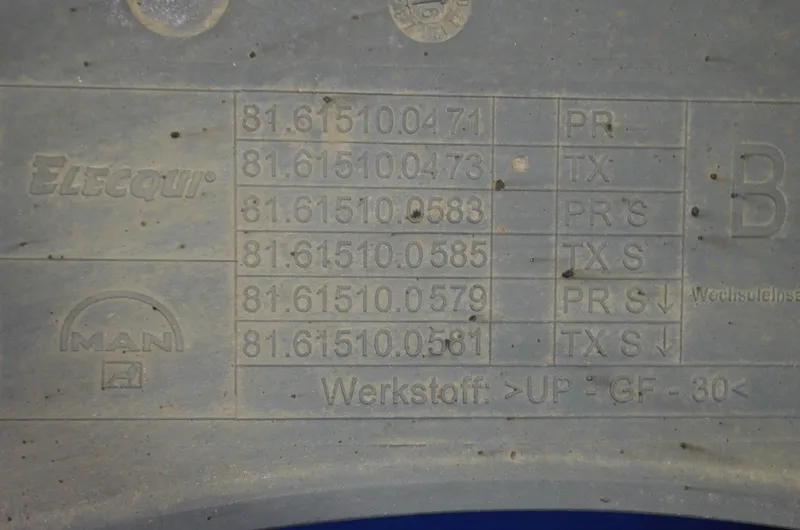 81.61510.0471 PR
81.61510.0473 TX
ELECQUI®
81.61510.0583 PR S
B
81.61510.0585 TX S
81.61510.0579 PR S ↓
81.61510.0581 TX S ↓
MAN
Werkstoff: >UP - GF - 30<